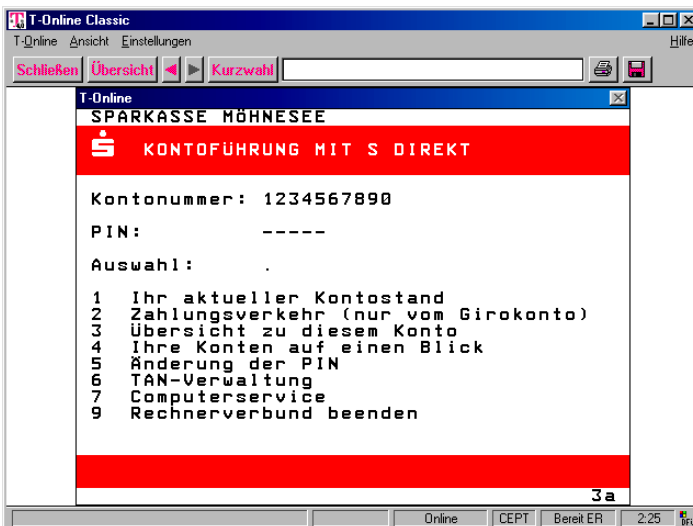 T-Online Classic
T-Online Ansicht Einstellungen Hilfe
Schließen Übersicht Kurzwahl
T-Online
SPARKASSE MÖHNESEE
KONTOFÜHRUNG MIT S DIREKT
Kontonummer: 1234567890
PIN: -----
Auswahl: .
1 Ihr aktueller Kontostand
2 Zahlungsverkehr (nur vom Girokonto)
3 Übersicht zu diesem Konto
4 Ihre Konten auf einen Blick
5 Änderung der PIN
6 TAN-Verwaltung
7 Computerservice
9 Rechnerverbund beenden
3a
Online CEPT Bereit ER 2:25